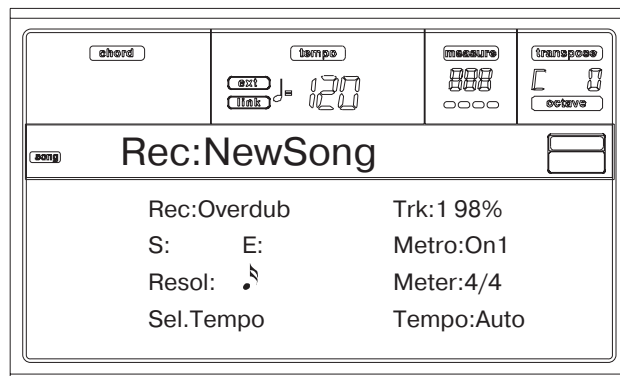 chord tempo measure transpose
ext 888 C 0
link ♩= 120 octave
song Rec:NewSong
Rec:Overdub Trk:1 98%
S: E: Metro:On1
Resol: Meter:4/4
Sel.Tempo Tempo:Auto